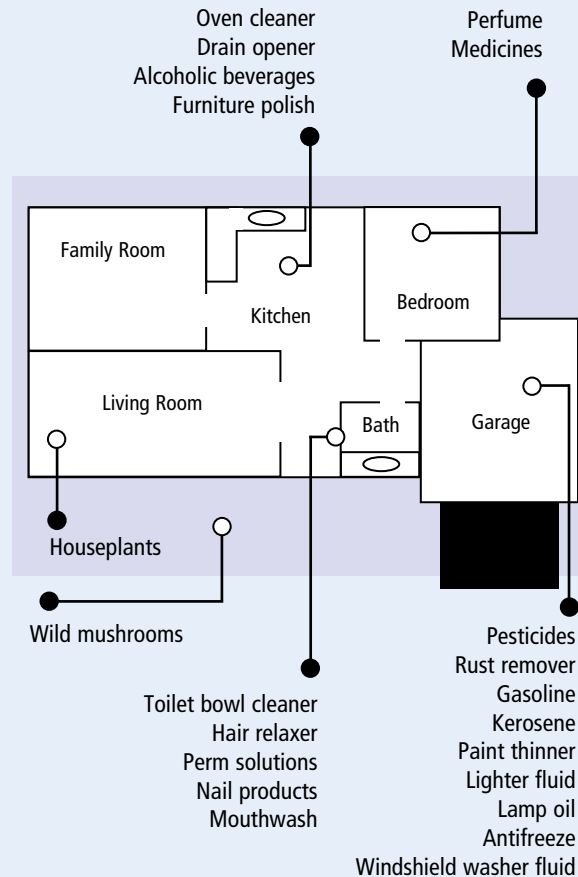 Oven cleaner
Drain opener
Alcoholic beverages
Furniture polish
Perfume
Medicines
Family Room
Kitchen
Bedroom
Living Room
Bath
Garage
Houseplants
Wild mushrooms
Toilet bowl cleaner
Hair relaxer
Perm solutions
Nail products
Mouthwash
Pesticides
Rust remover
Gasoline
Kerosene
Paint thinner
Lighter fluid
Lamp oil
Antifreeze
Windshield washer fluid